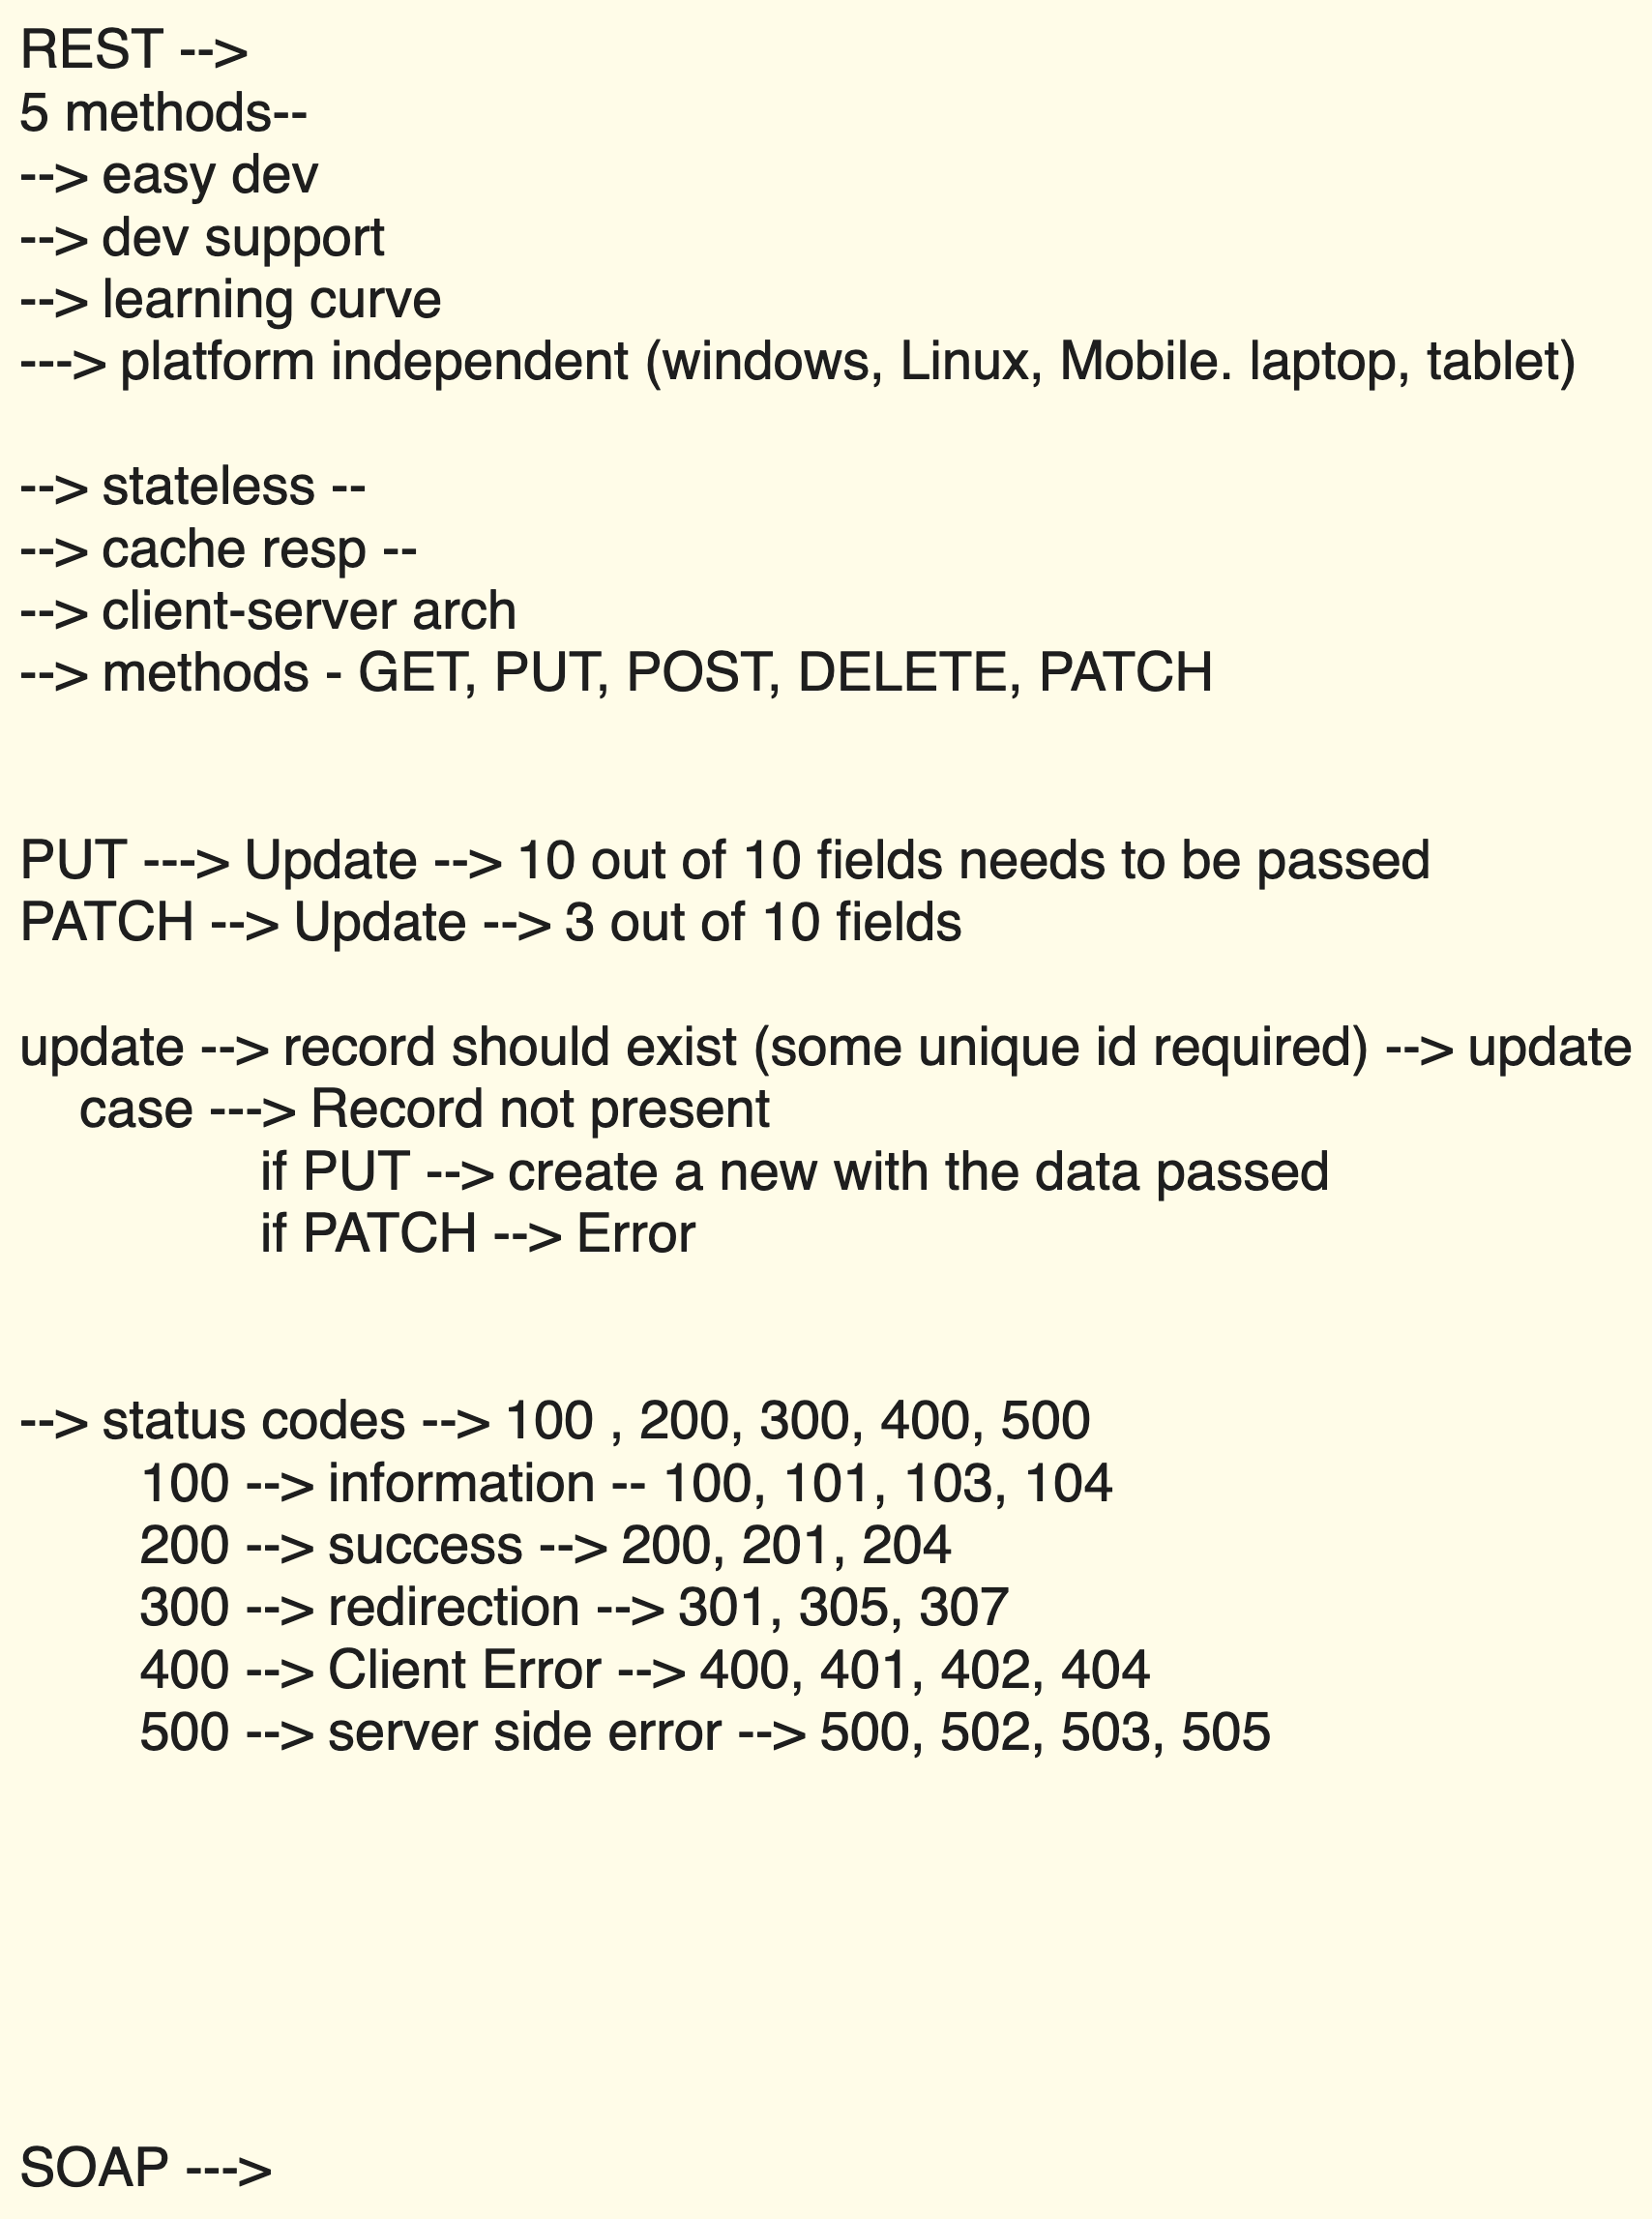 REST -->
5 methods--
--> easy dev
--> dev support
--> learning curve
---> platform independent (windows, Linux, Mobile. laptop, tablet)
--> stateless --
--> cache resp --
--> client-server arch
--> methods - GET, PUT, POST, DELETE, PATCH
PUT ---> Update --> 10 out of 10 fields needs to be passed
PATCH --> Update --> 3 out of 10 fields
update --> record should exist (some unique id required) --> update
case ---> Record not present
if PUT --> create a new with the data passed
if PATCH --> Error
--> status codes --> 100 , 200, 300, 400, 500
100 --> information -- 100, 101, 103, 104
200 --> success --> 200, 201, 204
300 --> redirection --> 301, 305, 307
400 --> Client Error --> 400, 401, 402, 404
500 --> server side error --> 500, 502, 503, 505
SOAP --->